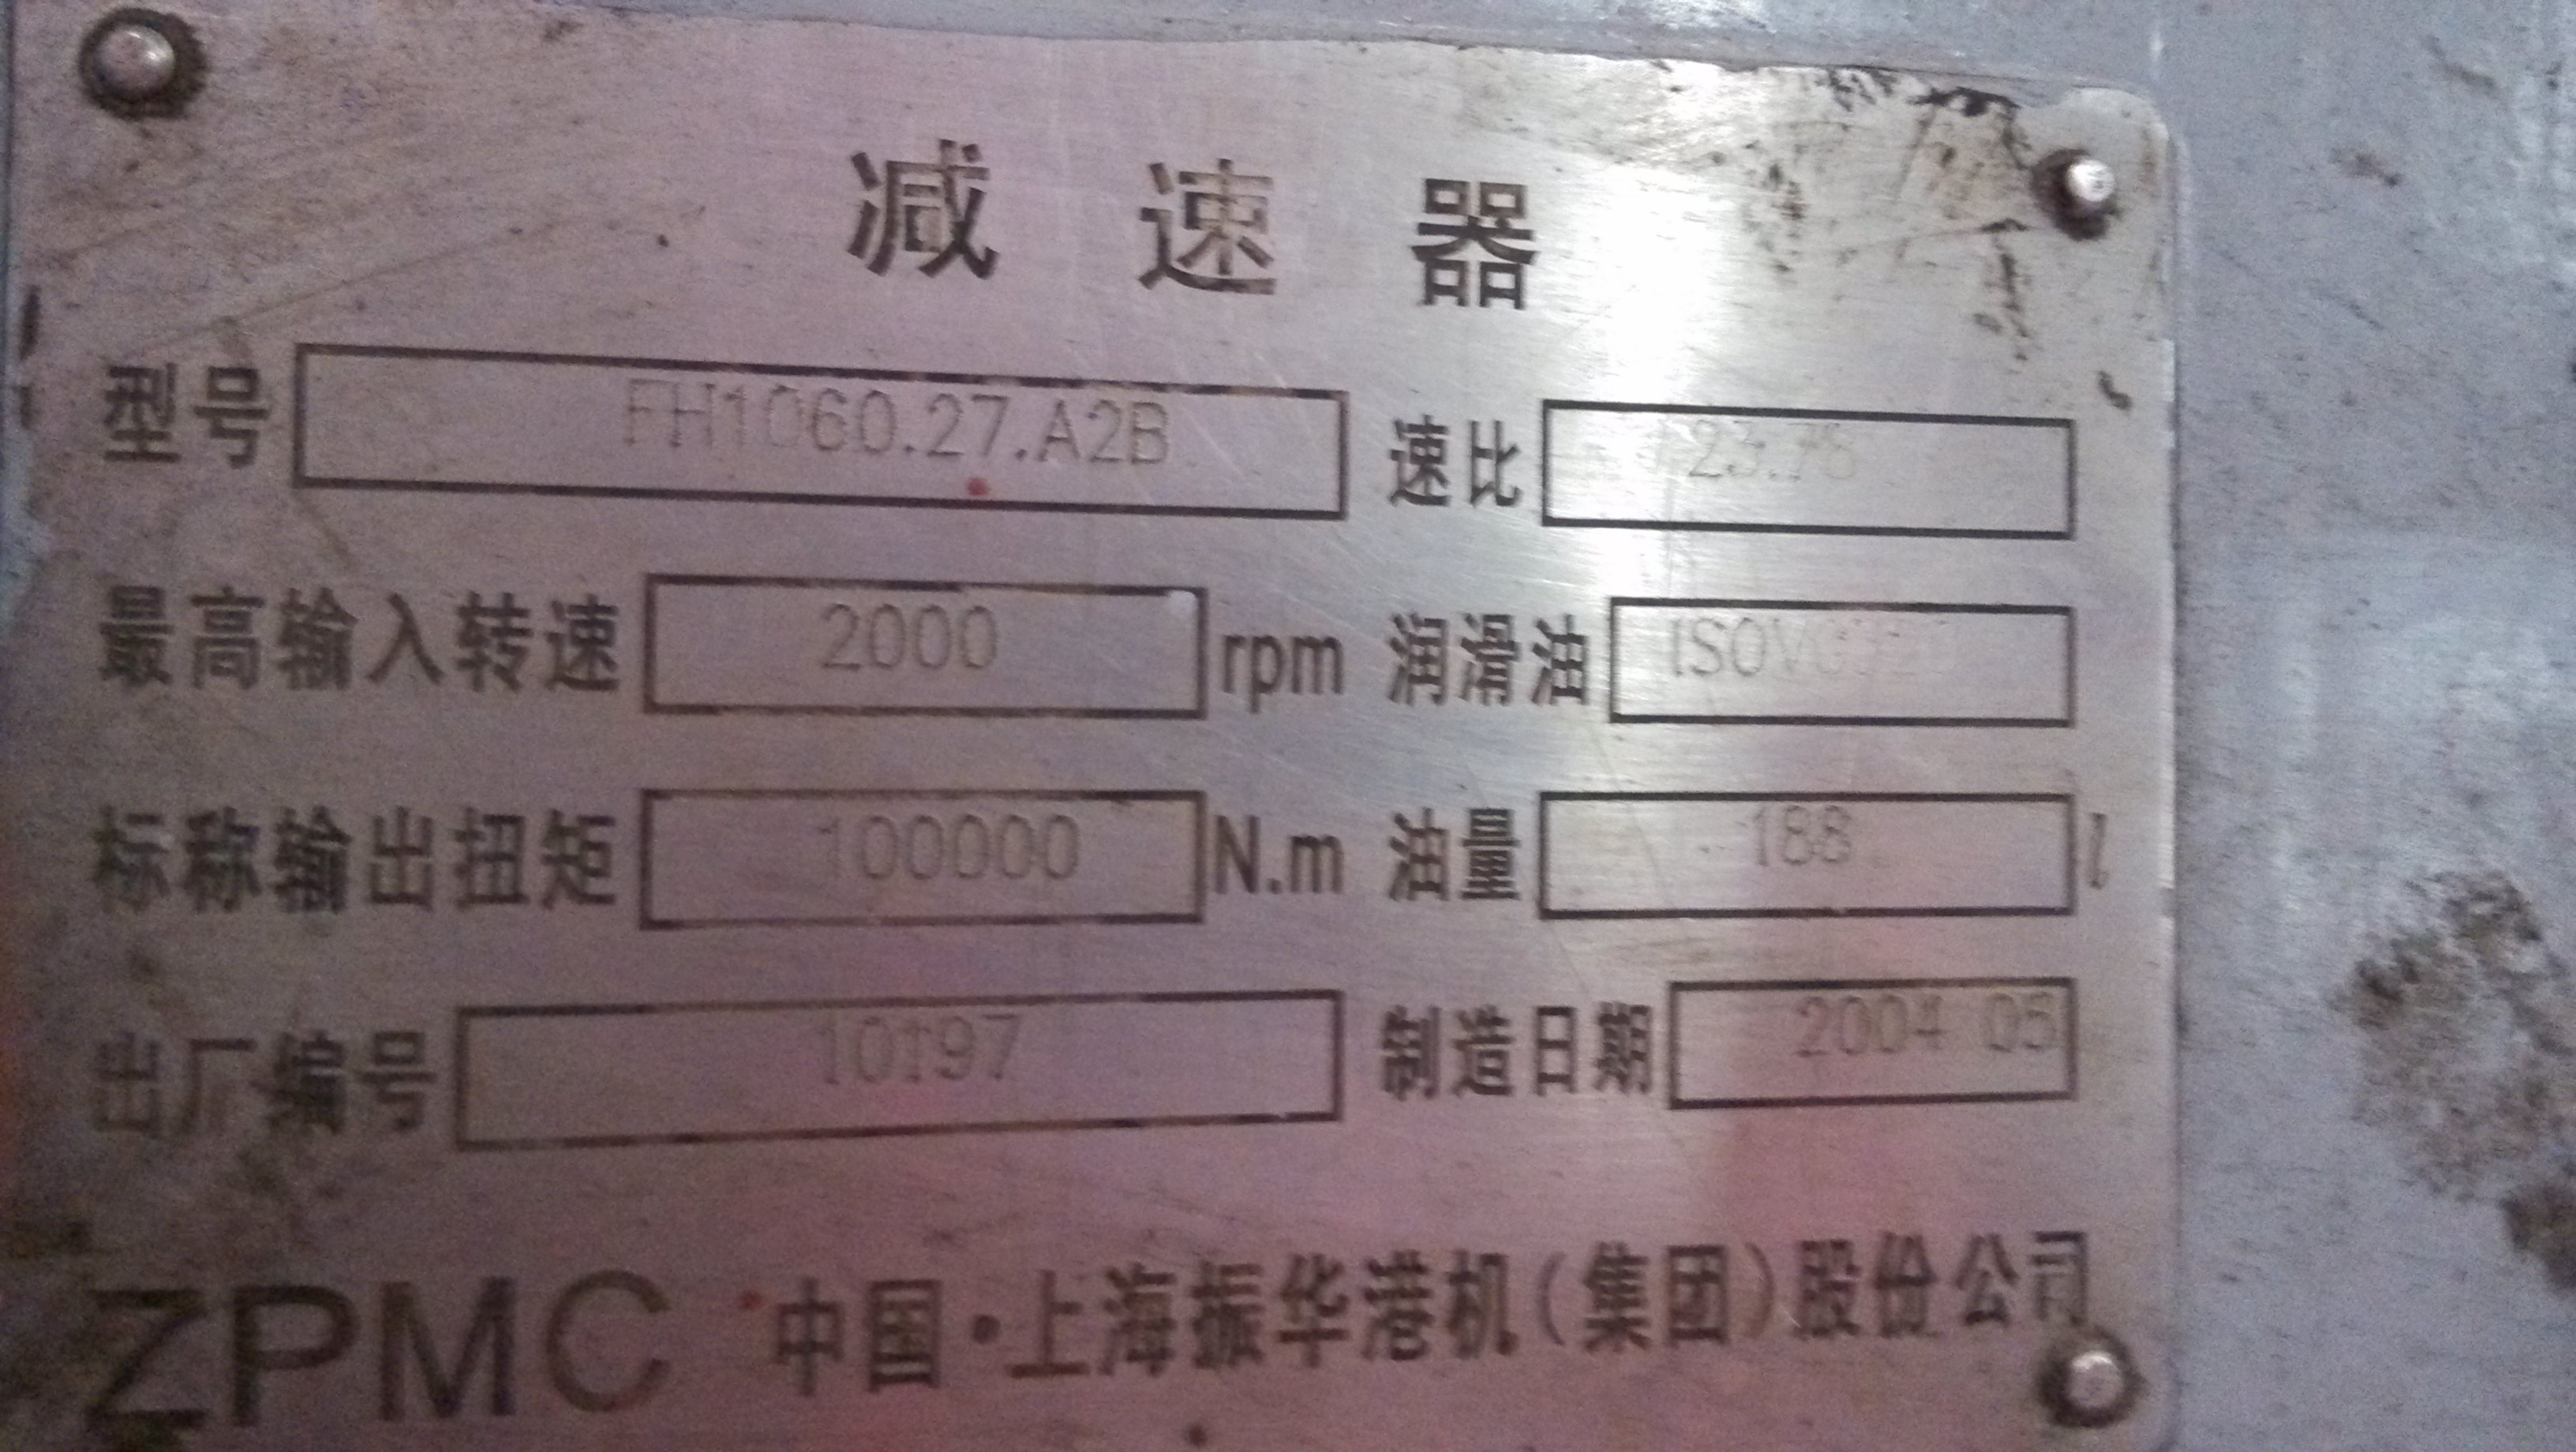 减速器
型号 FH1060.27.A2B 速比 23.76
最高输入转速 2000 rpm 润滑油
标称输出扭矩 100000 N.m 油量 188 l
出厂编号 10197 制造日期 2004 05
ZPMC 中国·上海振华港机(集团)股份公司